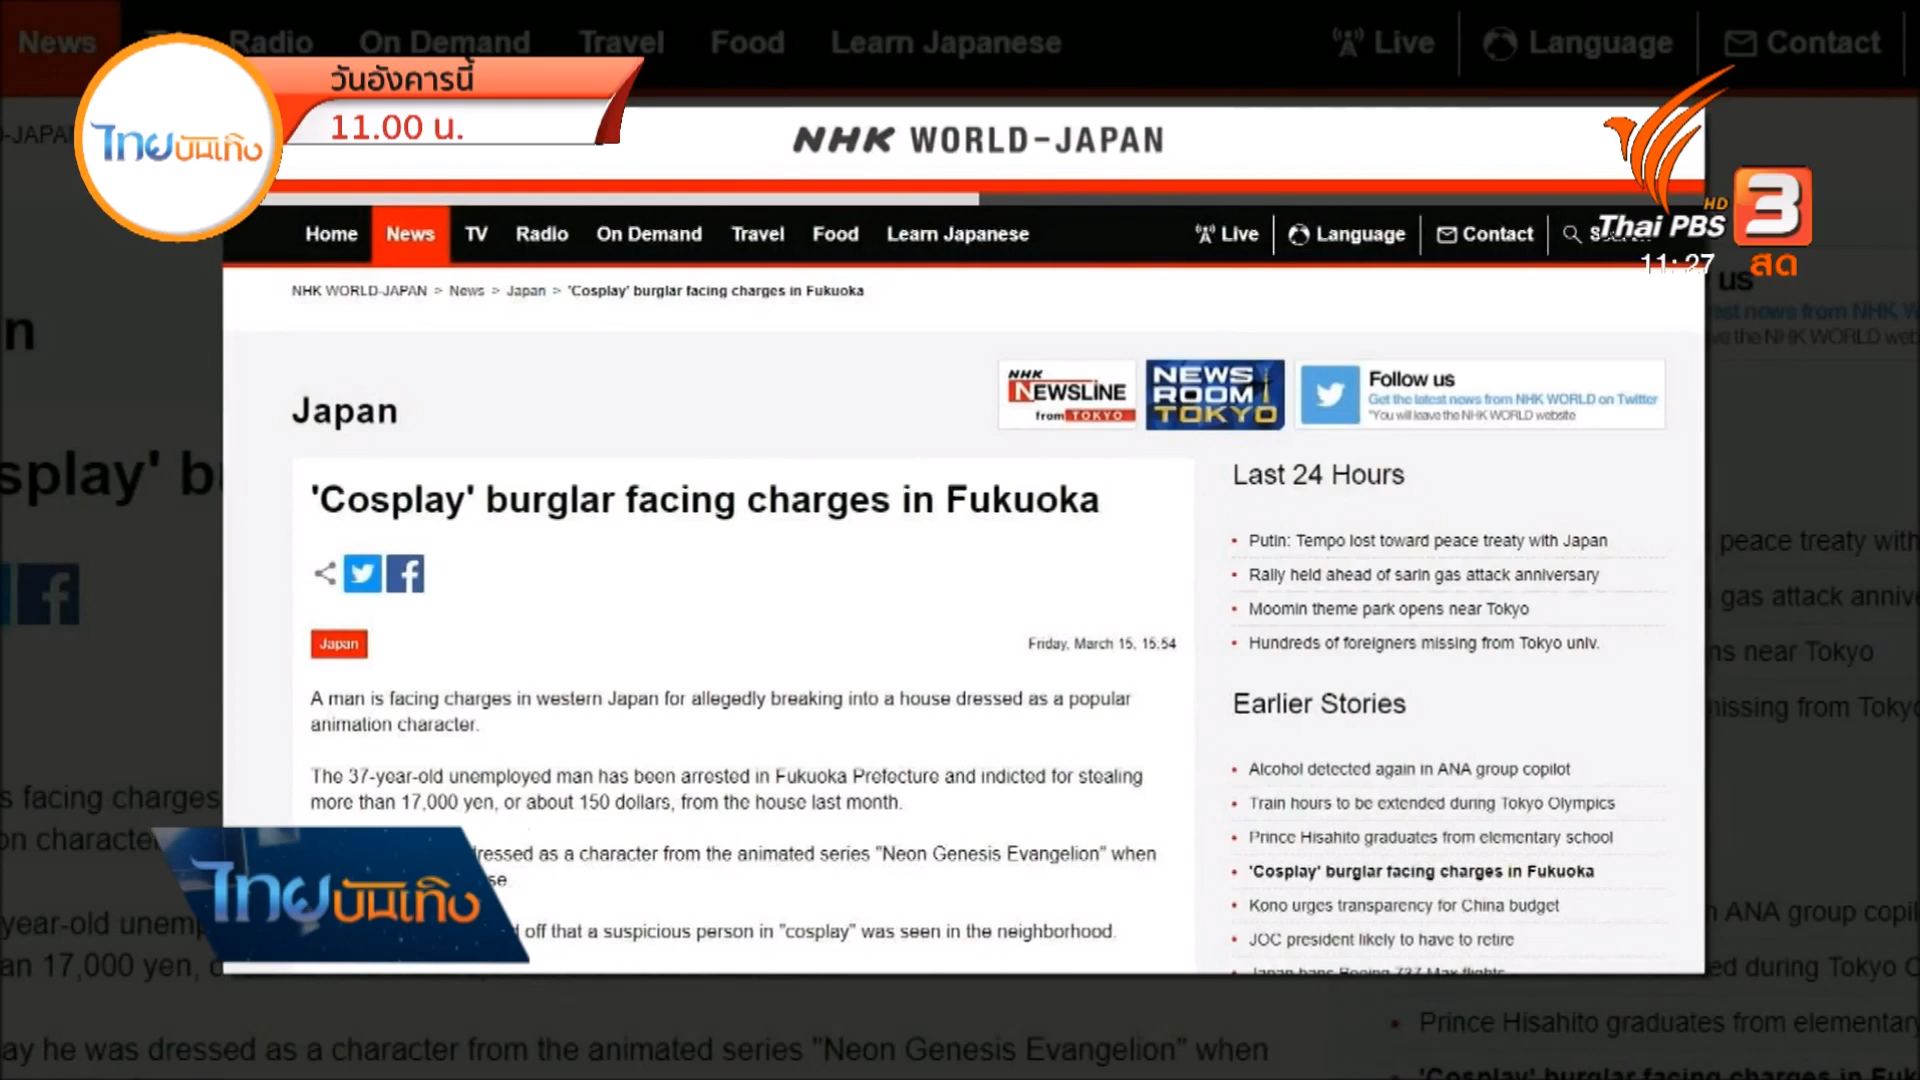 News
Radio
On Demand
Travel
Food
Learn Japanese
Live
Language
Contact
วันอังคารนี้
11.00 น.
ไทยบันเทิง
NHK WORLD-JAPAN
HD
Thai PBS
3
11:27
สด
Home
News
TV
Radio
On Demand
Travel
Food
Learn Japanese
Live
Language
Contact
NHK WORLD-JAPAN > News > Japan > 'Cosplay' burglar facing charges in Fukuoka
Japan
NHK
NEWSLINE
from TOKYO
NEWS
ROOM
TOKYO
Follow us
Get the latest news from NHK WORLD on Twitter
*You will leave the NHK WORLD website
'Cosplay' burglar facing charges in Fukuoka
Japan
Friday, March 15, 15:54
A man is facing charges in western Japan for allegedly breaking into a house dressed as a popular
animation character.
The 37-year-old unemployed man has been arrested in Fukuoka Prefecture and indicted for stealing
more than 17,000 yen, or about 150 dollars, from the house last month.
dressed as a character from the animated series "Neon Genesis Evangelion" when
off that a suspicious person in "cosplay" was seen in the neighborhood.
Last 24 Hours
Putin: Tempo lost toward peace treaty with Japan
Rally held ahead of sarin gas attack anniversary
Moomin theme park opens near Tokyo
Hundreds of foreigners missing from Tokyo univ.
Earlier Stories
Alcohol detected again in ANA group copilot
Train hours to be extended during Tokyo Olympics
Prince Hisahito graduates from elementary school
'Cosplay' burglar facing charges in Fukuoka
Kono urges transparency for China budget
JOC president likely to have to retire
Japan bans Boeing 737 Max flights
ไทยบันเทิง
peace treaty with
gas attack
near Tokyo
missing from Tokyo
s facing charges
year-old
an 17,000 yen,
ANA group
during Tokyo
Prince Hisahito graduates from elementary
ay he was dressed as a character from the animated series "Neon Genesis Evangelion" when
'Cosplay' burglar facing charges in